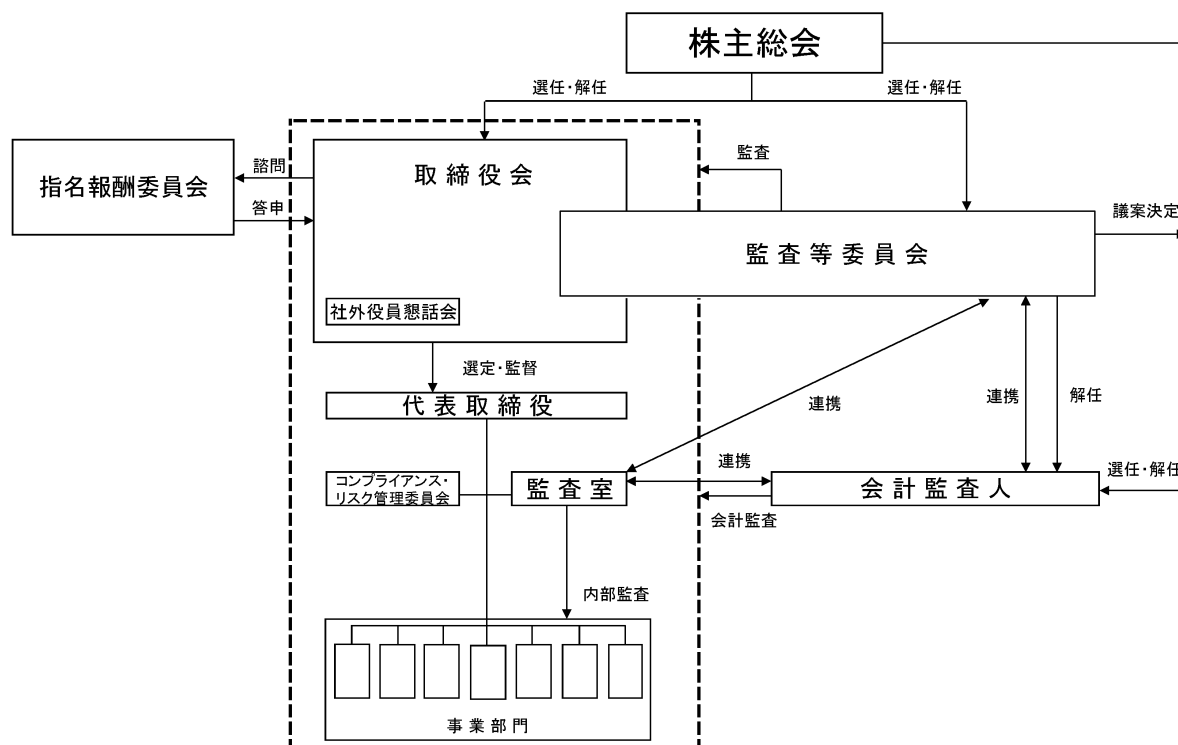 株主総会
選任・解任
選任・解任
監査
指名報酬委員会
諮問
答申
取締役会
議案決定
監査等委員会
社外役員懇話会
選定・監督
代表取締役
連携
連携
解任
コンプライアンス・
リスク管理委員会
監査室
連携
会計監査人
選任・解任
会計監査
内部監査
事業部門